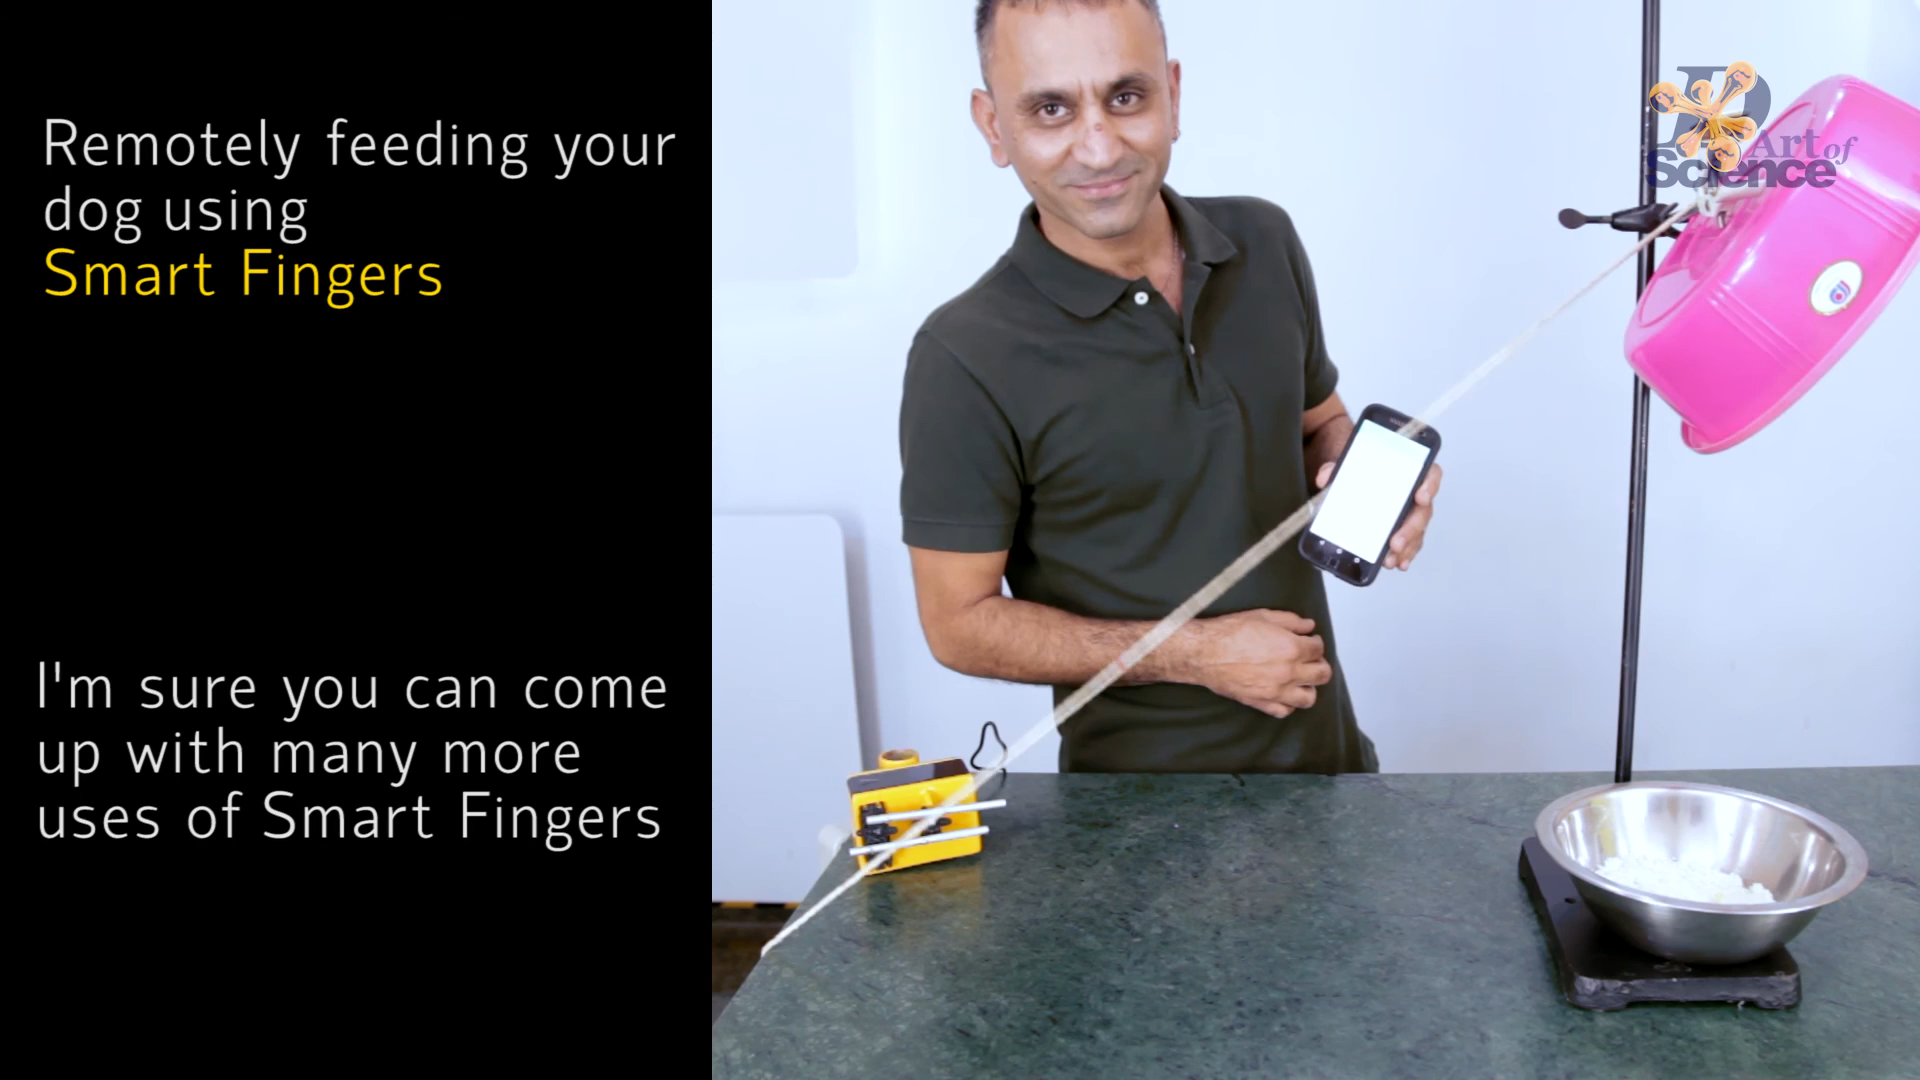 Remotely feeding your
dog using
Smart Fingers
I'm sure you can come
up with many more
uses of Smart Fingers
D
Art of
Science